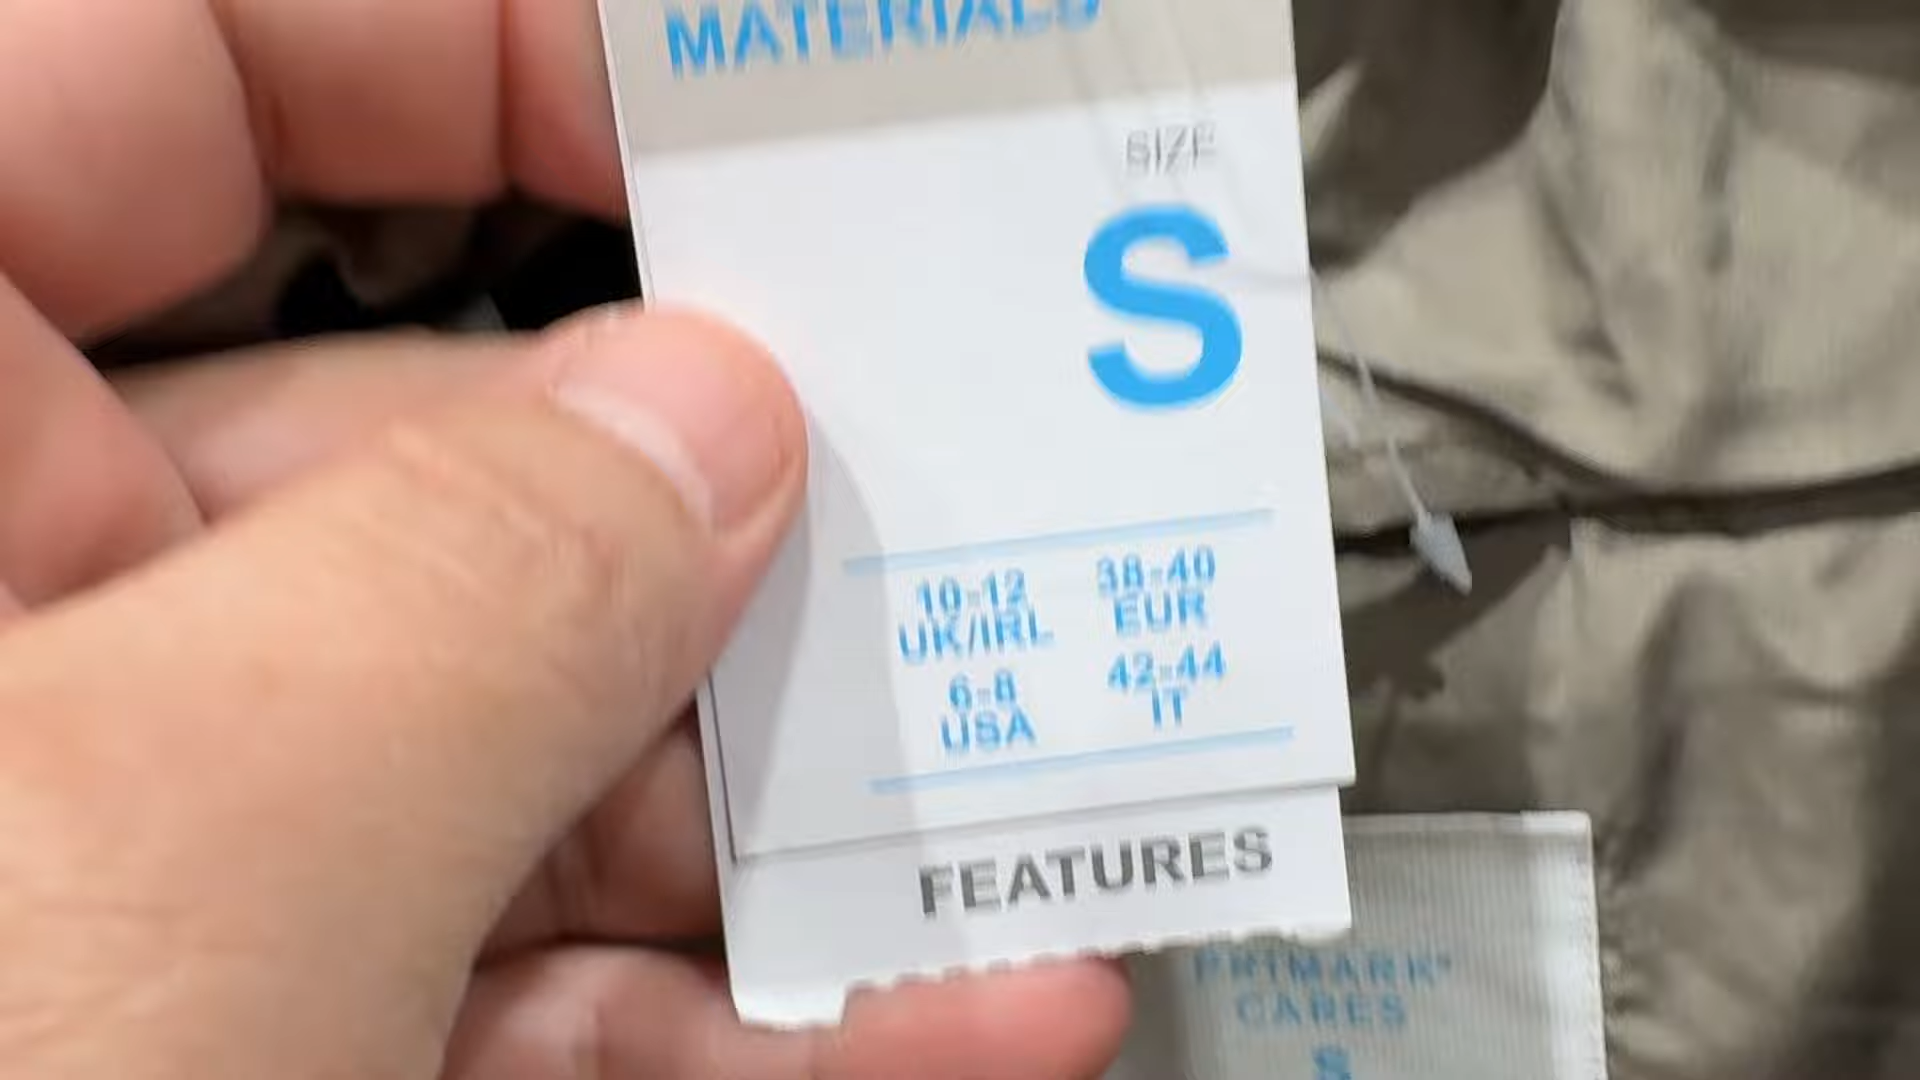 MATERIALS
SIZE
S
10-12
UK/IRL
38-40
EUR
6-8
USA
42-44
IT
FEATURES
PRIMARK®
CARES
S